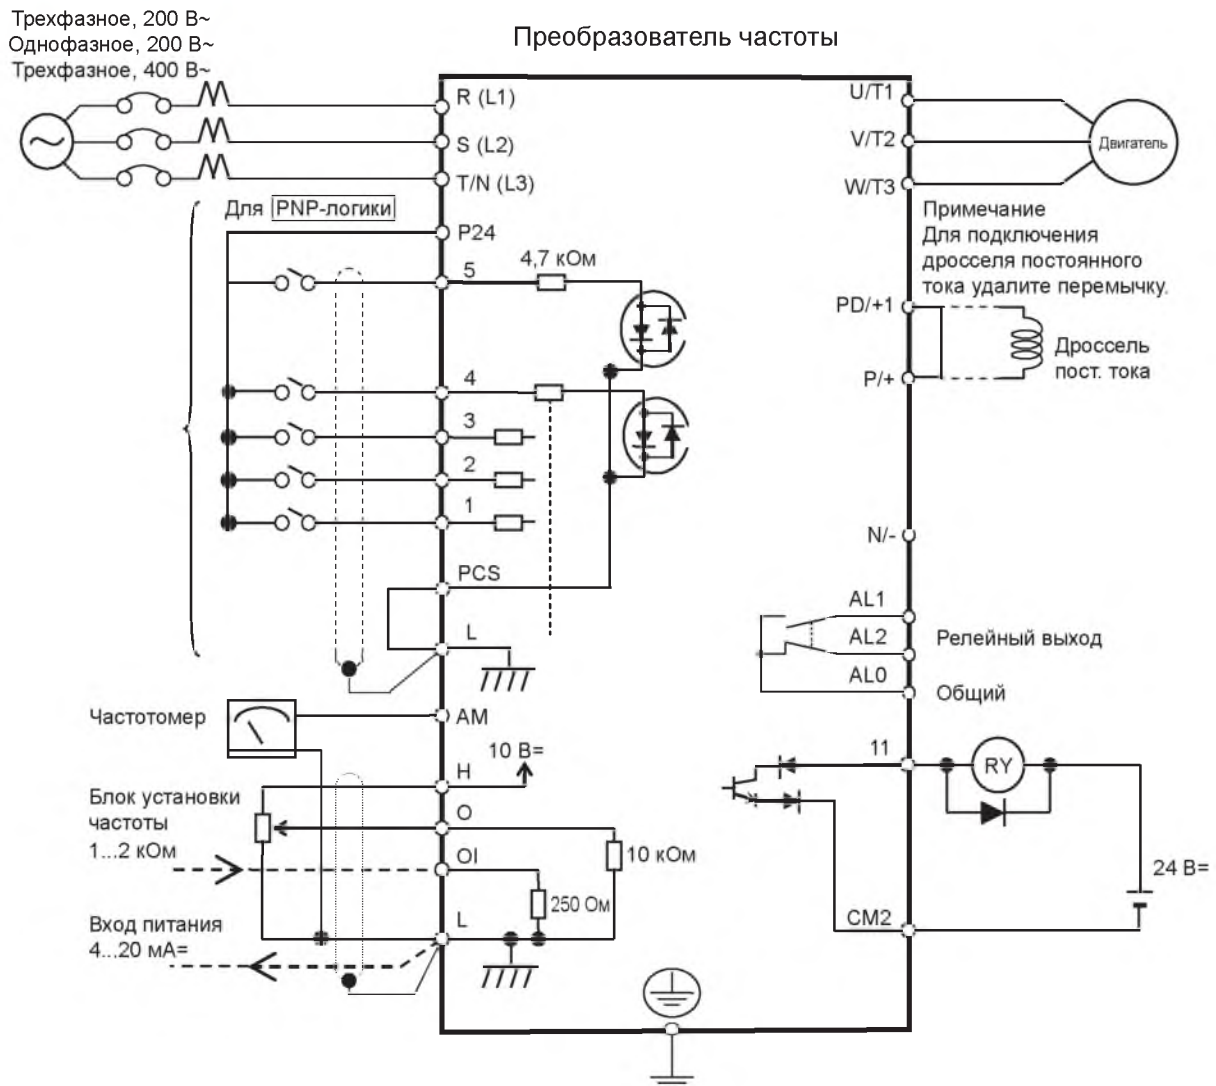 Трехфазное, 200 В~
Однофазное, 200 В~
Трехфазное, 400 В~
Преобразователь частоты
R (L1)
S (L2)
T/N (L3)
U/T1
V/T2
W/T3
Двигатель
Для PNP-логики
P24
5
4,7 кОм
4
3
2
1
PCS
L
Примечание
Для подключения
дросселя постоянного
тока удалите перемычку.
PD/+1
P/+
Дроссель
пост. тока
N/-
AL1
AL2
AL0
Релейный выход
Общий
Частотомер
AM
10 В=
H
Блок установки
частоты
1...2 кОм
O
OI
10 кОм
250 Ом
Вход питания
4...20 мА=
L
11
RY
24 В=
CM2